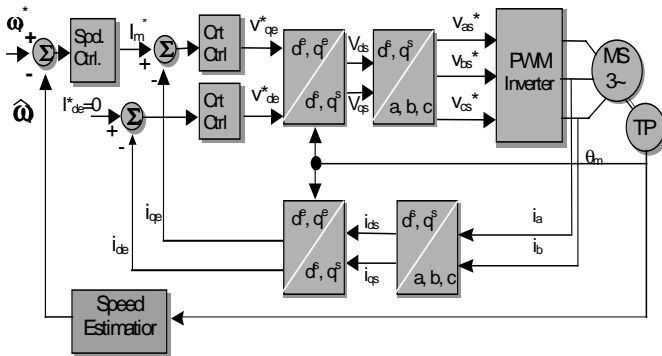 ω*
+
-
Σ
Spd.
Ctrl.
I*m
+
-
Σ
Crt
Ctrl
v*qe
dᵉ, qᵉ
dˢ, qˢ
Vds
Vqs
dˢ, qˢ
a, b, c
vas*
vbs*
vcs*
PWM
Inverter
MS
3~
TP
ω̂
I*de=0
+
-
Σ
Crt
Ctrl
v*de
θm
iqe
ide
dᵉ, qᵉ
dˢ, qˢ
ids
iqs
dˢ, qˢ
a, b, c
ia
ib
Speed
Estimatior